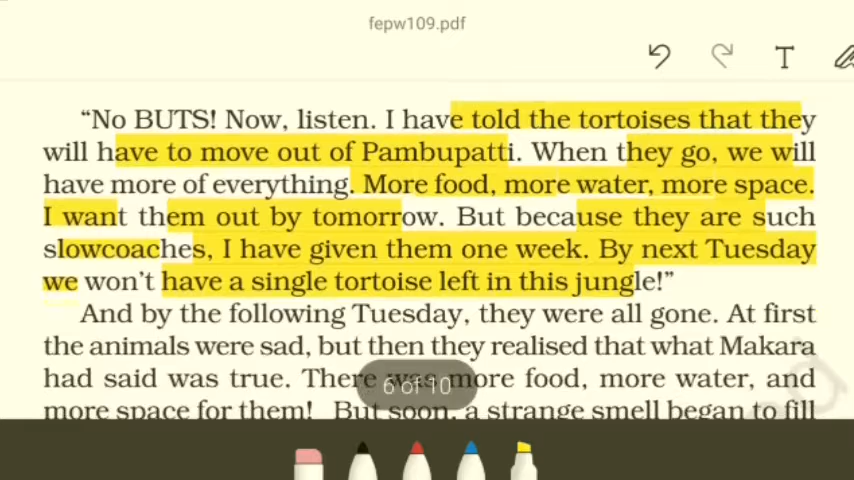 fepw109.pdf
T
“No BUTS! Now, listen. I have told the tortoises that they
will have to move out of Pambupatti. When they go, we will
have more of everything. More food, more water, more space.
I want them out by tomorrow. But because they are such
slowcoaches, I have given them one week. By next Tuesday
we won’t have a single tortoise left in this jungle!”
And by the following Tuesday, they were all gone. At first
the animals were sad, but then they realised that what Makara
had said was true. There was more food, more water, and
6 of 10
more space for them! But soon, a strange smell began to fill